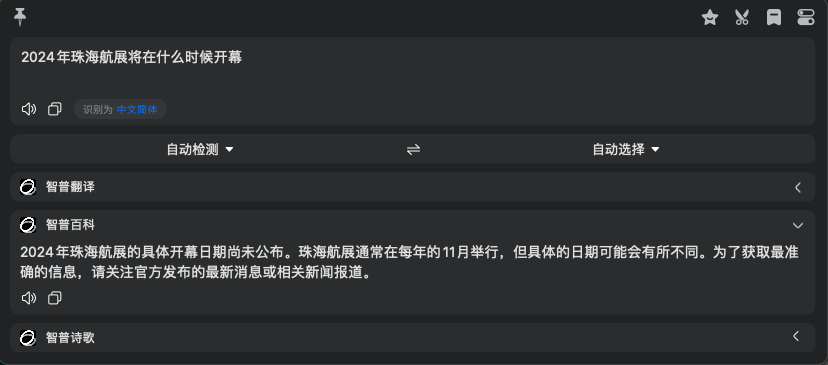 2024年珠海航展将在什么时候开幕
识别为 中文简体
自动检测
自动选择
智普翻译
智普百科
2024年珠海航展的具体开幕日期尚未公布。珠海航展通常在每年的11月举行，但具体的日期可能会有所不同。为了获取最准
确的信息，请关注官方发布的最新消息或相关新闻报道。
智普诗歌